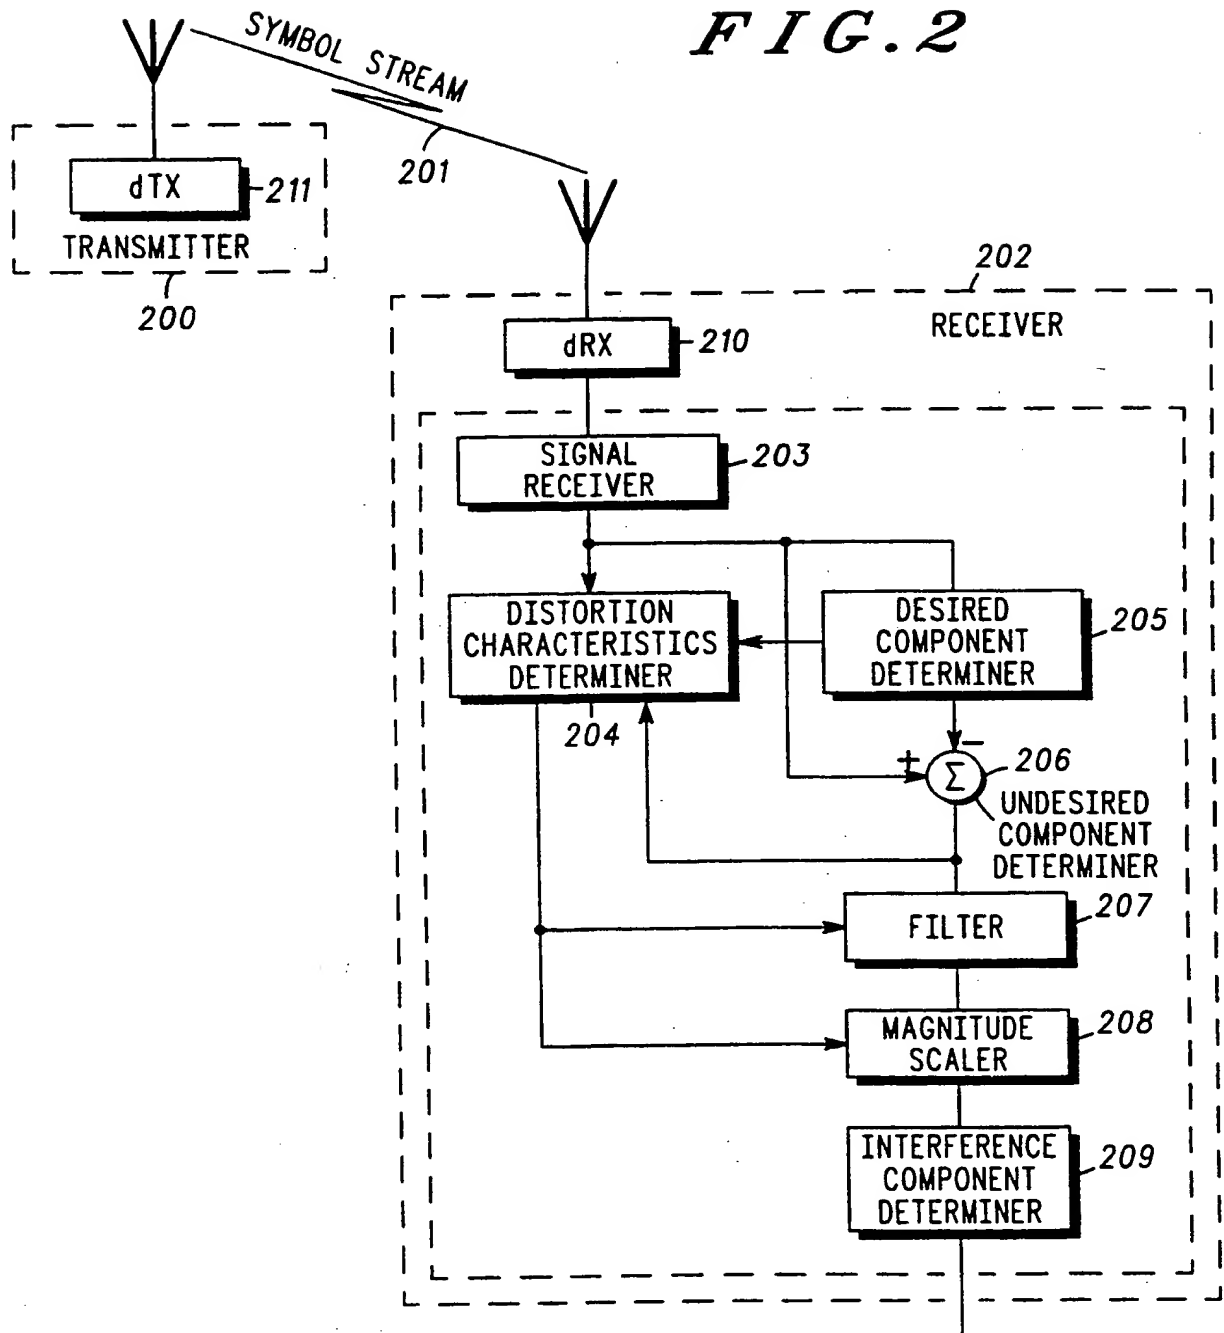 FIG.2
SYMBOL STREAM
201
dTX
211
TRANSMITTER
200
202
RECEIVER
dRX
210
SIGNAL
RECEIVER
203
DISTORTION
CHARACTERISTICS
DETERMINER
204
DESIRED
COMPONENT
DETERMINER
205
−
+
Σ
206
UNDESIRED
COMPONENT
DETERMINER
FILTER
207
MAGNITUDE
SCALER
208
INTERFERENCE
COMPONENT
DETERMINER
209